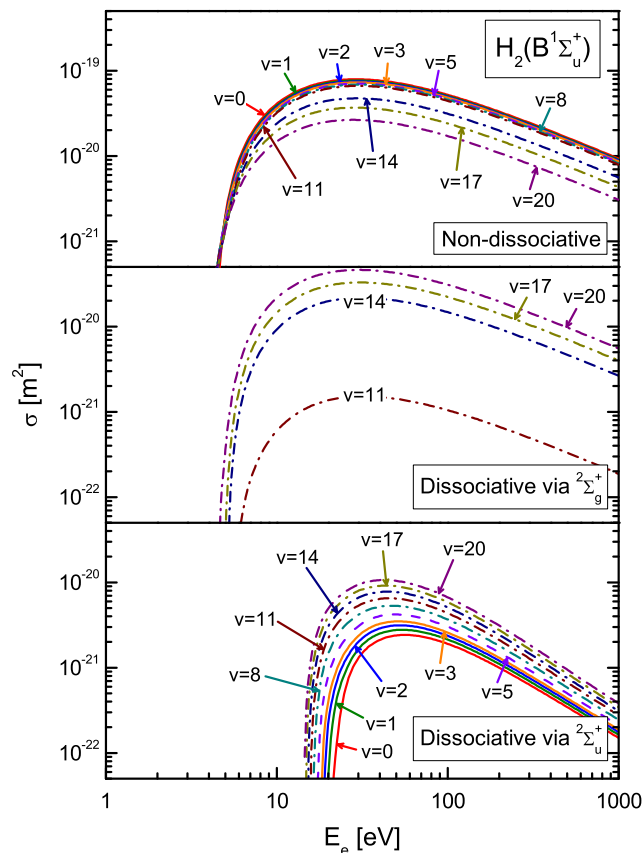 H₂(B¹Σᵤ⁺)
v=0
v=1
v=2
v=3
v=5
v=8
v=11
v=14
v=17
v=20
Non-dissociative
10⁻¹⁹
10⁻²⁰
10⁻²¹
v=14
v=17
v=20
v=11
Dissociative via ²Σg⁺
10⁻²⁰
10⁻²¹
10⁻²²
σ [m²]
v=17
v=14
v=20
v=11
v=8
v=5
v=3
v=2
v=1
v=0
Dissociative via ²Σᵤ⁺
10⁻²⁰
10⁻²¹
10⁻²²
1 10 100 1000
Eₑ [eV]